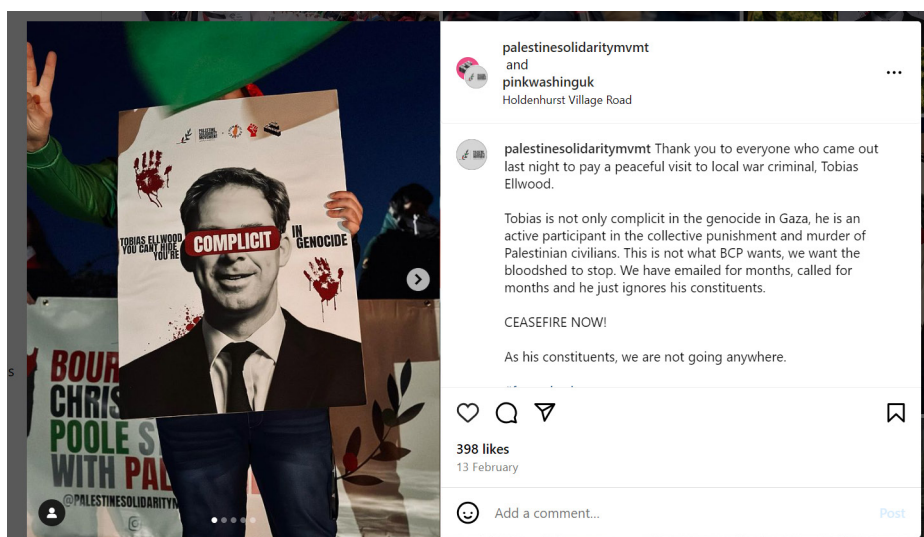 palestinesolidaritymvmt
and
pinkwashinguk
Holdenhurst Village Road
palestinesolidaritymvmt Thank you to everyone who came out
last night to pay a peaceful visit to local war criminal, Tobias
Ellwood.
Tobias is not only complicit in the genocide in Gaza, he is an
active participant in the collective punishment and murder of
Palestinian civilians. This is not what BCP wants, we want the
bloodshed to stop. We have emailed for months, called for
months and he just ignores his constituents.
CEASEFIRE NOW!
As his constituents, we are not going anywhere.
398 likes
13 February
Add a comment...
Post
TOBIAS ELLWOOD
YOU CANT HIDE
YOU'RE
COMPLICIT
IN
GENOCIDE
BOUR
CHRIS
POOLE S
WITH PAL
@PALESTINESOLIDARITYM
s